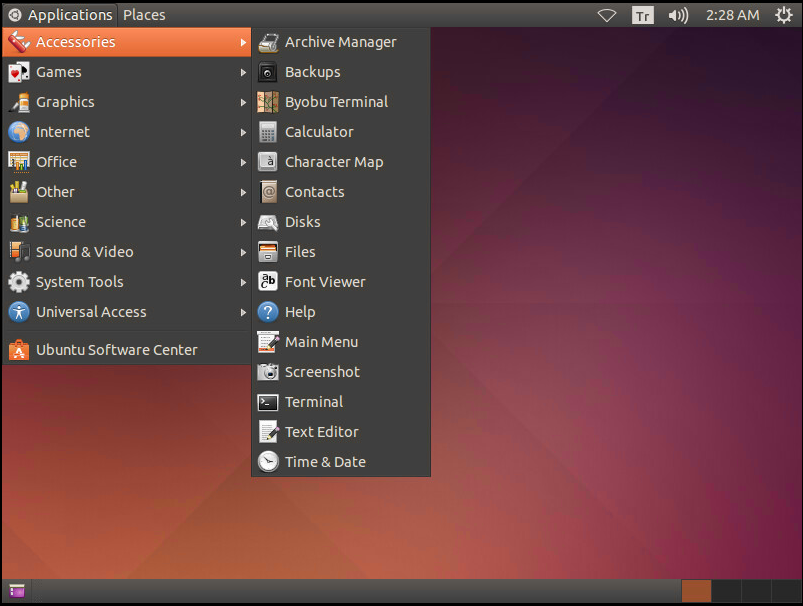 Applications Places Tr 2:28 AM
Accessories
Games
Graphics
Internet
Office
Other
Science
Sound & Video
System Tools
Universal Access
Ubuntu Software Center
Archive Manager
Backups
Byobu Terminal
Calculator
Character Map
Contacts
Disks
Files
Font Viewer
Help
Main Menu
Screenshot
Terminal
Text Editor
Time & Date